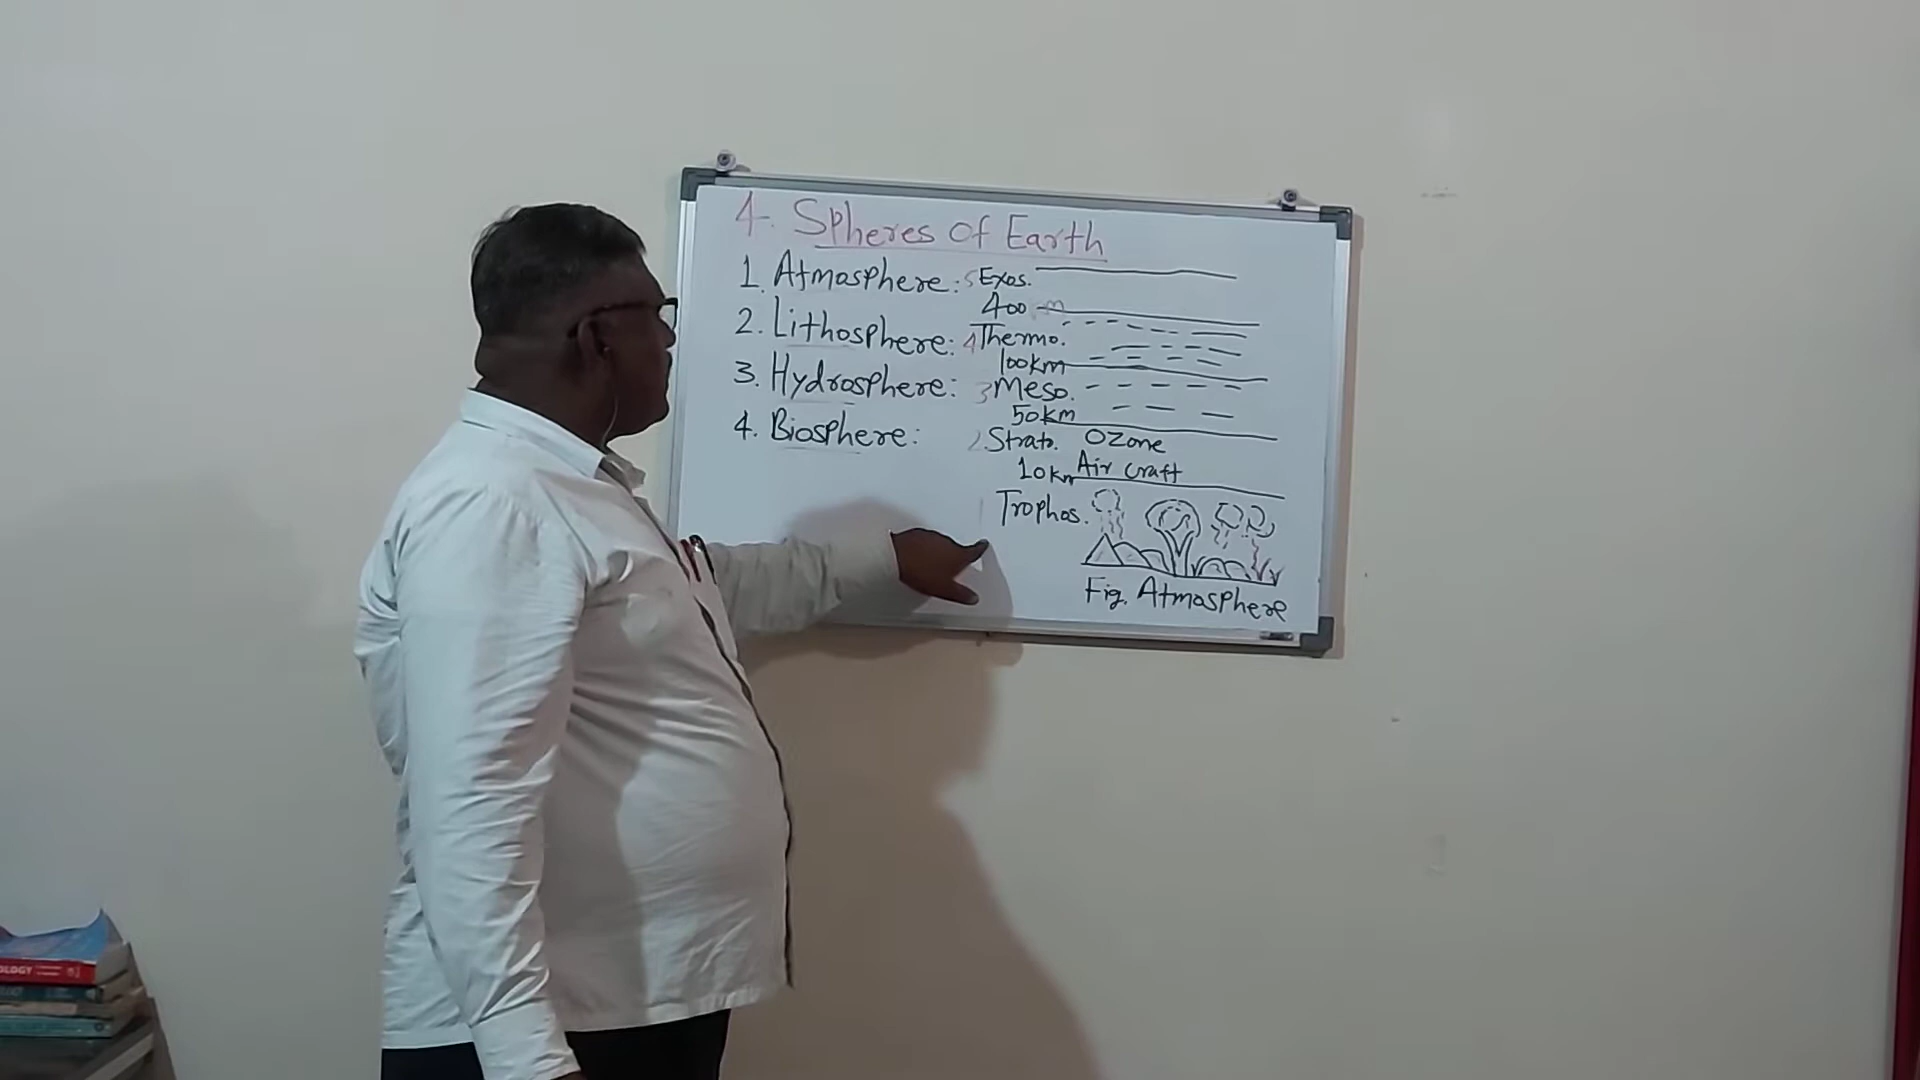 4. Spheres of Earth
1. Atmosphere:
2. Lithosphere:
3. Hydrosphere:
4. Biosphere:
5 Exos.
400 km
4 Thermo.
100km
3 Meso.
50km
2. Strato. Ozone
10km Air craft
1 Trophos.
Fig. Atmosphere
OLOGY